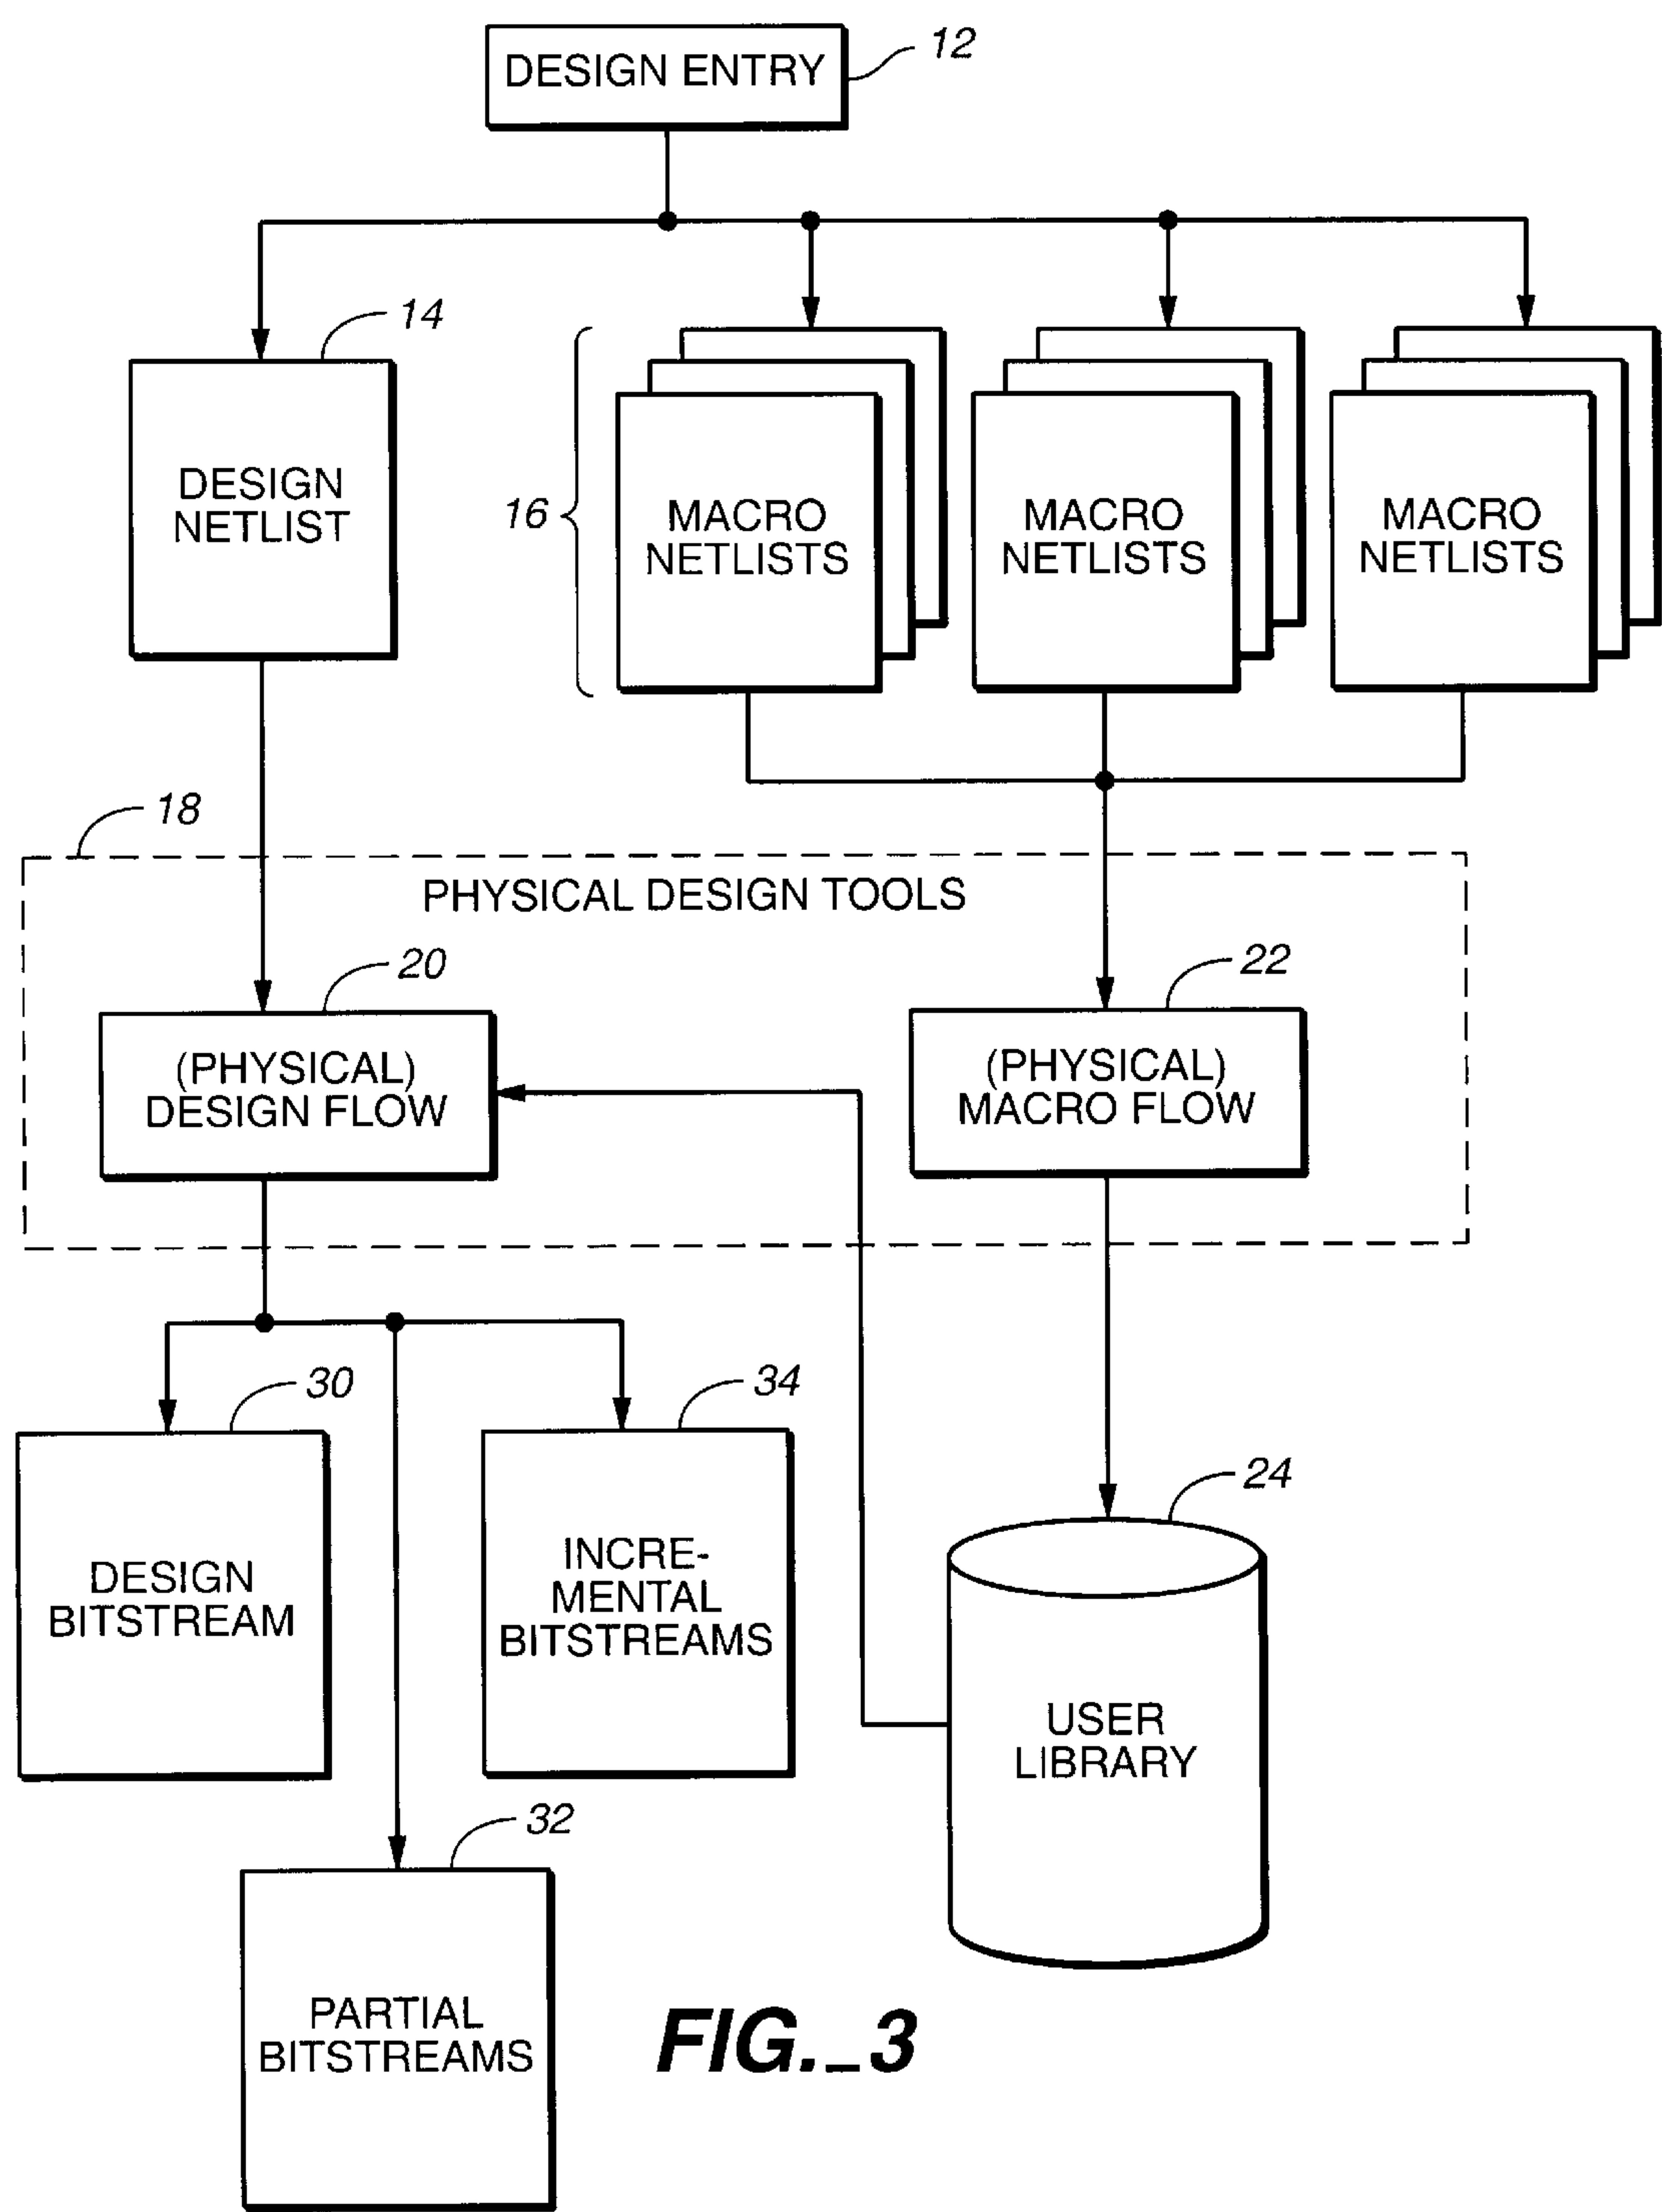 DESIGN ENTRY
12
14
DESIGN
NETLIST
16
MACRO
NETLISTS
MACRO
NETLISTS
MACRO
NETLISTS
18
PHYSICAL DESIGN TOOLS
20
(PHYSICAL)
DESIGN FLOW
22
(PHYSICAL)
MACRO FLOW
30
DESIGN
BITSTREAM
34
INCRE-
MENTAL
BITSTREAMS
24
USER
LIBRARY
32
PARTIAL
BITSTREAMS
FIG._3